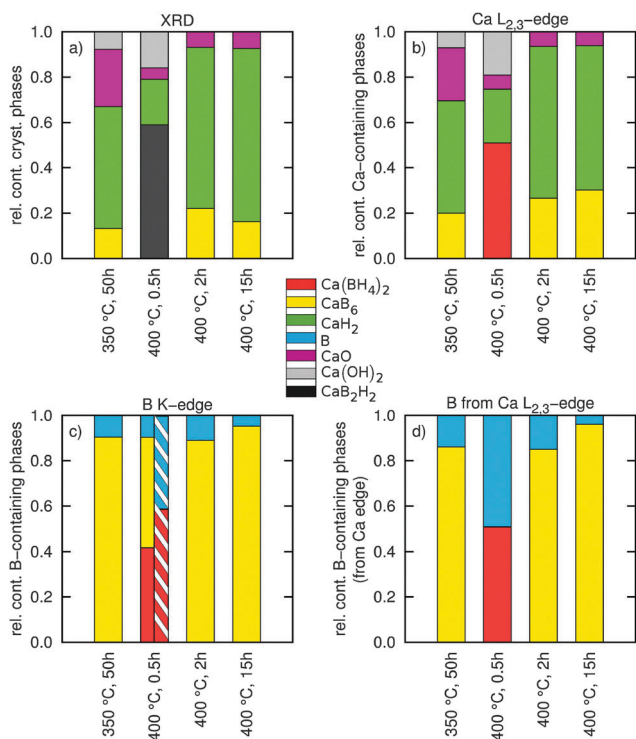 XRD
a)
rel. cont. cryst. phases
1.0
0.8
0.6
0.4
0.2
0.0
350 °C, 50h
400 °C, 0.5h
400 °C, 2h
400 °C, 15h
Ca L2,3-edge
b)
rel. cont. Ca-containing phases
1.0
0.8
0.6
0.4
0.2
0.0
350 °C, 50h
400 °C, 0.5h
400 °C, 2h
400 °C, 15h
Ca(BH4)2
CaB6
CaH2
B
CaO
Ca(OH)2
CaB2H2
B K-edge
c)
rel. cont. B-containing phases
1.0
0.8
0.6
0.4
0.2
0.0
350 °C, 50h
400 °C, 0.5h
400 °C, 2h
400 °C, 15h
B from Ca L2,3-edge
d)
rel. cont. B-containing phases
(from Ca edge)
1.0
0.8
0.6
0.4
0.2
0.0
350 °C, 50h
400 °C, 0.5h
400 °C, 2h
400 °C, 15h